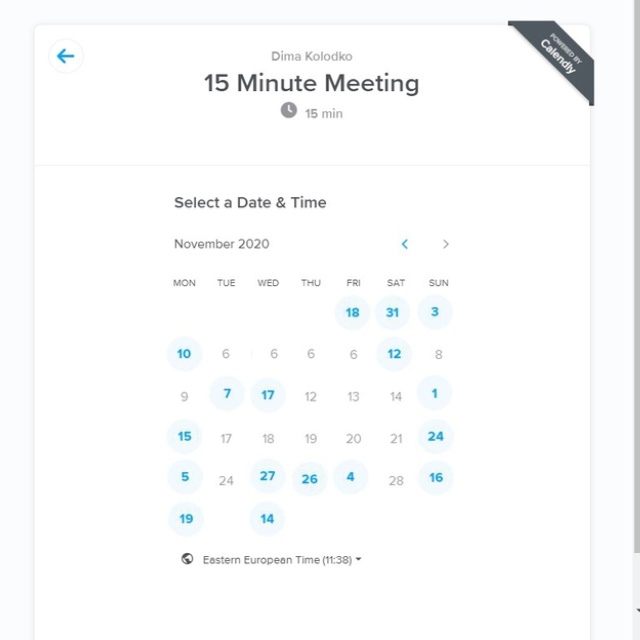 Dima Kolodko
POWERED BY
Calendly
15 Minute Meeting
15 min
Select a Date & Time
November 2020
MON TUE WED THU FRI SAT SUN
18 31 3
10 6 6 6 6 12 8
9 7 17 12 13 14 1
15 17 18 19 20 21 24
5 24 27 26 4 28 16
19 14
Eastern European Time (11:38)